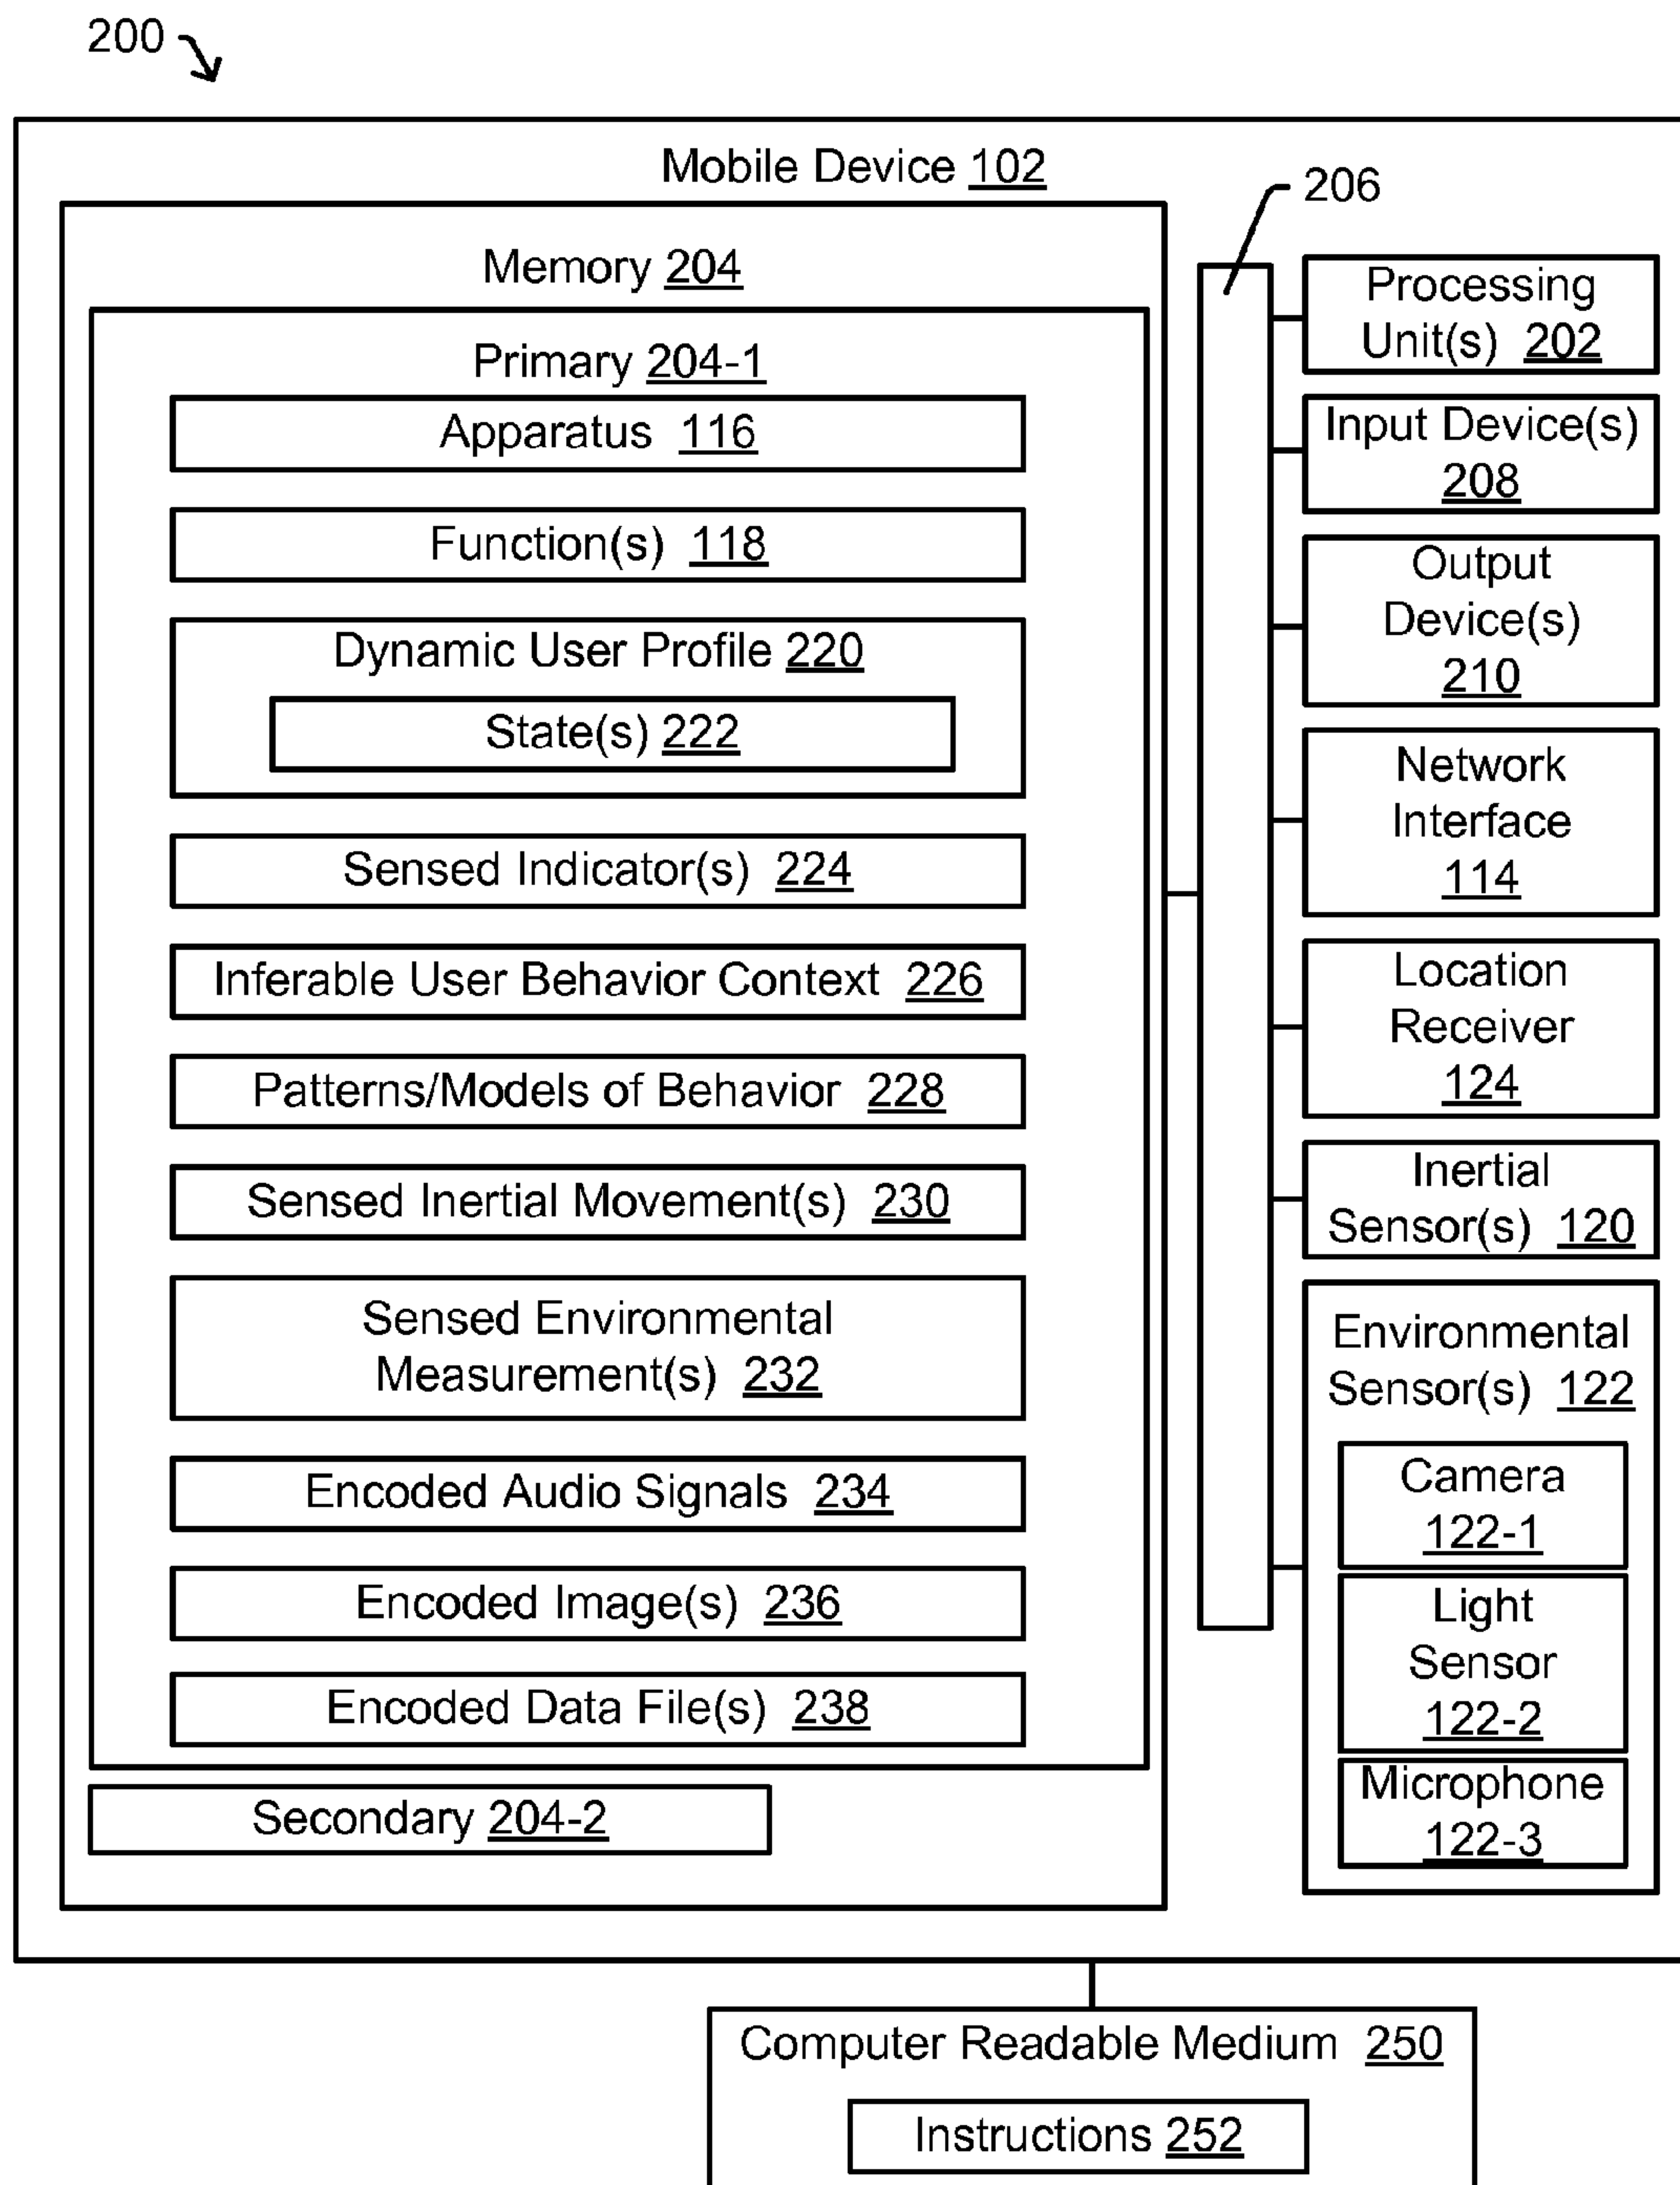 200
Mobile Device 102
206
Memory 204
Primary 204-1
Apparatus 116
Function(s) 118
Dynamic User Profile 220
State(s) 222
Sensed Indicator(s) 224
Inferable User Behavior Context 226
Patterns/Models of Behavior 228
Sensed Inertial Movement(s) 230
Sensed Environmental
Measurement(s) 232
Encoded Audio Signals 234
Encoded Image(s) 236
Encoded Data File(s) 238
Secondary 204-2
Processing
Unit(s) 202
Input Device(s)
208
Output
Device(s)
210
Network
Interface
114
Location
Receiver
124
Inertial
Sensor(s) 120
Environmental
Sensor(s) 122
Camera
122-1
Light
Sensor
122-2
Microphone
122-3
Computer Readable Medium 250
Instructions 252